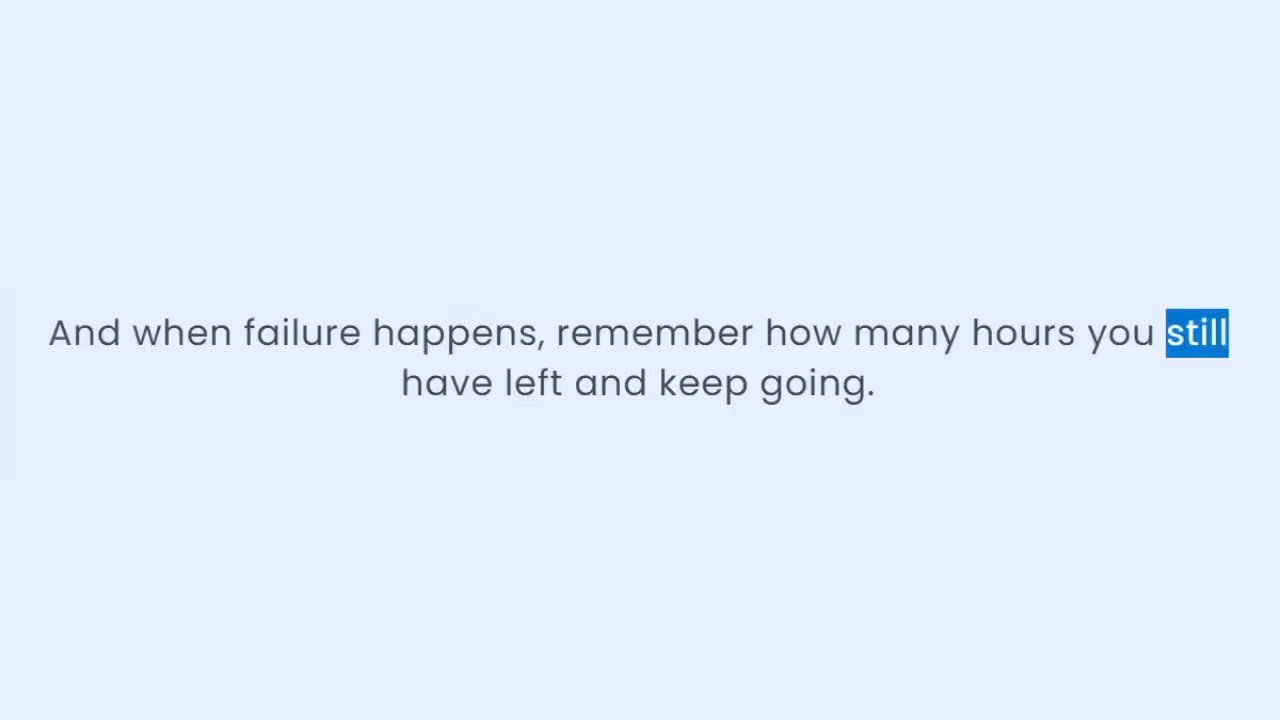 And when failure happens, remember how many hours you still
have left and keep going.